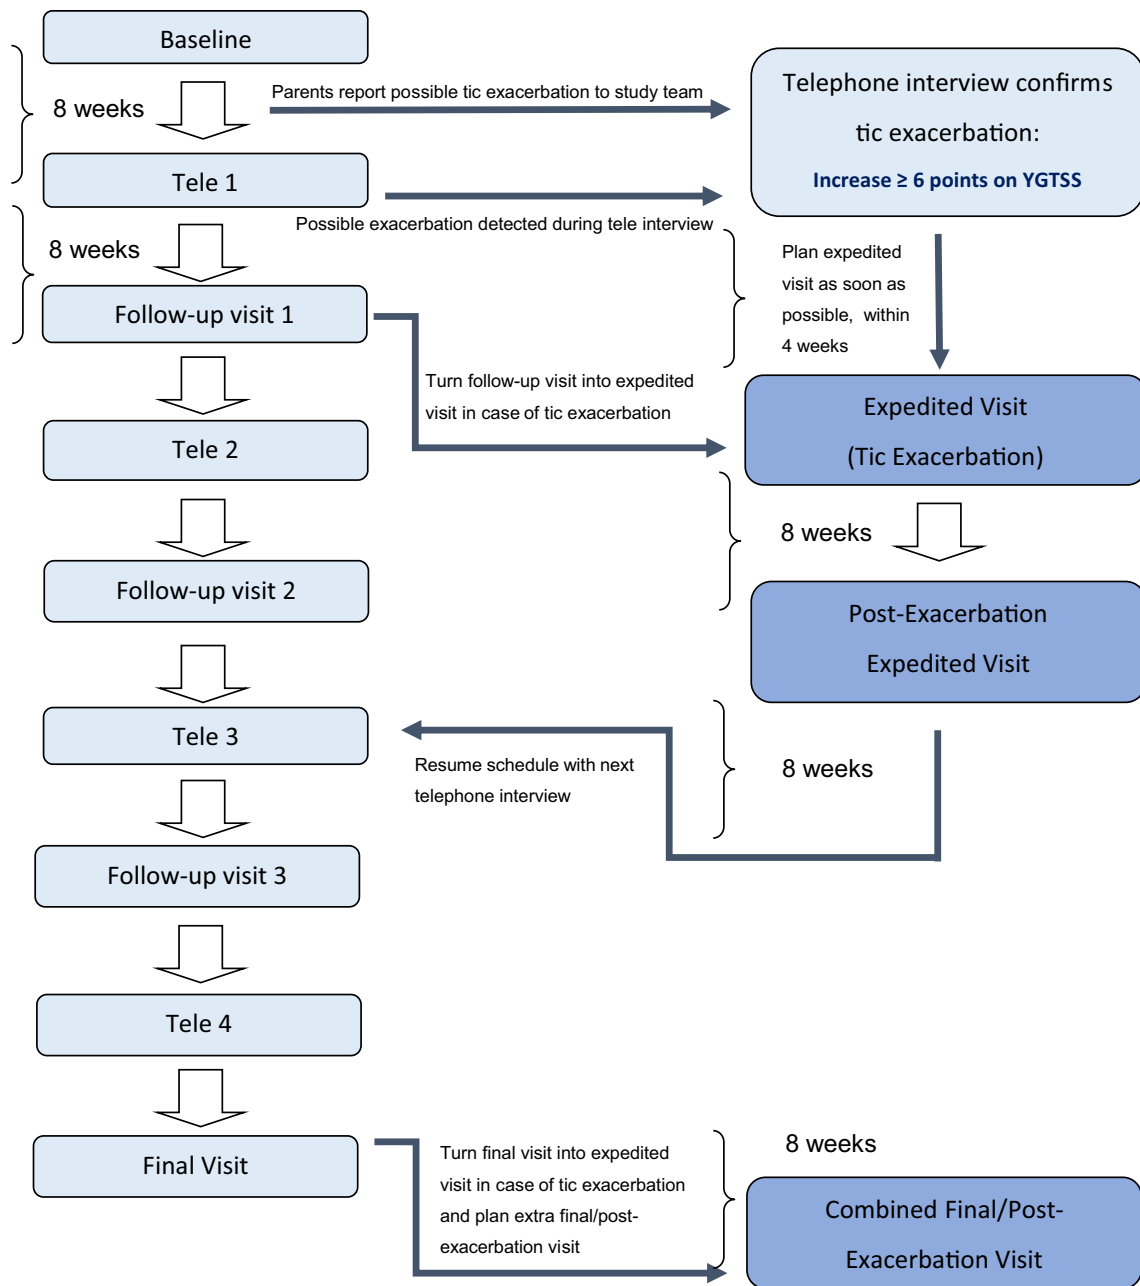 Baseline
8 weeks
Parents report possible tic exacerbation to study team
Telephone interview confirms
tic exacerbation:
Increase ≥ 6 points on YGTSS
Tele 1
Possible exacerbation detected during tele interview
8 weeks
Plan expedited
visit as soon as
possible, within
4 weeks
Follow-up visit 1
Turn follow-up visit into expedited
visit in case of tic exacerbation
Expedited Visit
(Tic Exacerbation)
Tele 2
8 weeks
Follow-up visit 2
Post-Exacerbation
Expedited Visit
Tele 3
Resume schedule with next
telephone interview
8 weeks
Follow-up visit 3
Tele 4
Final Visit
Turn final visit into expedited
visit in case of tic exacerbation
and plan extra final/post-
exacerbation visit
8 weeks
Combined Final/Post-
Exacerbation Visit